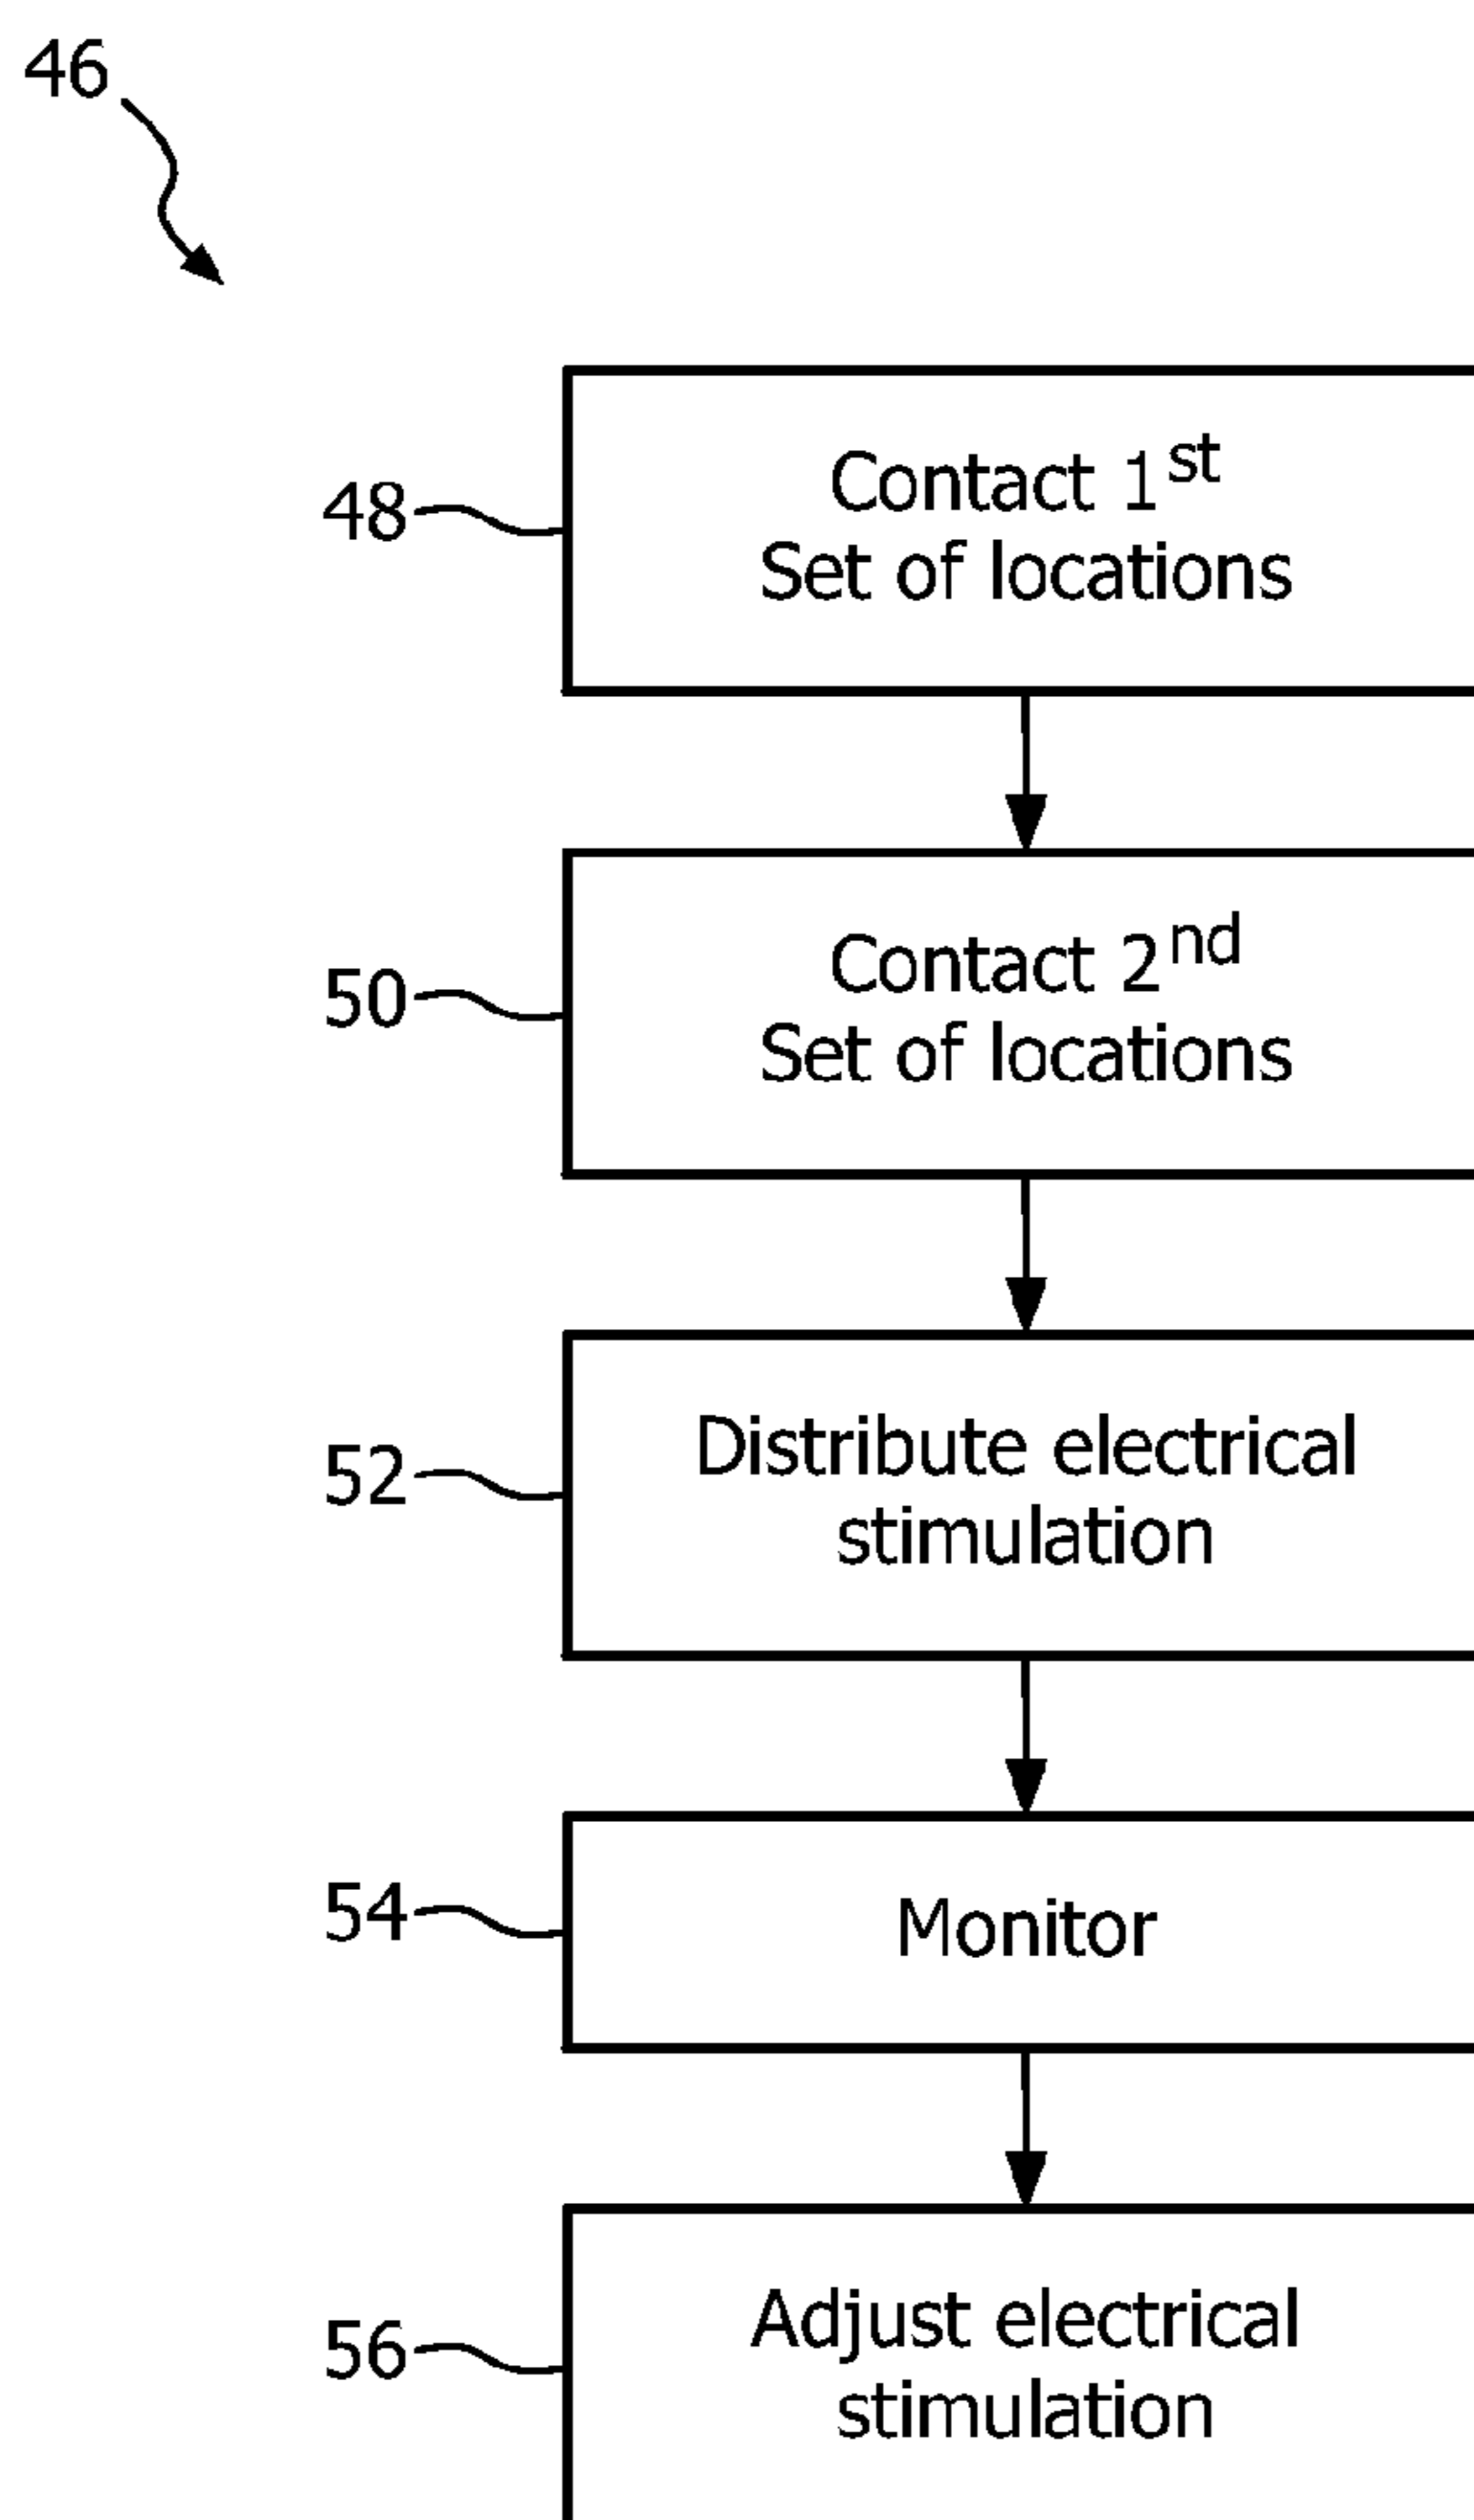 46
48
Contact 1st
Set of locations
50
Contact 2nd
Set of locations
52
Distribute electrical
stimulation
54
Monitor
56
Adjust electrical
stimulation